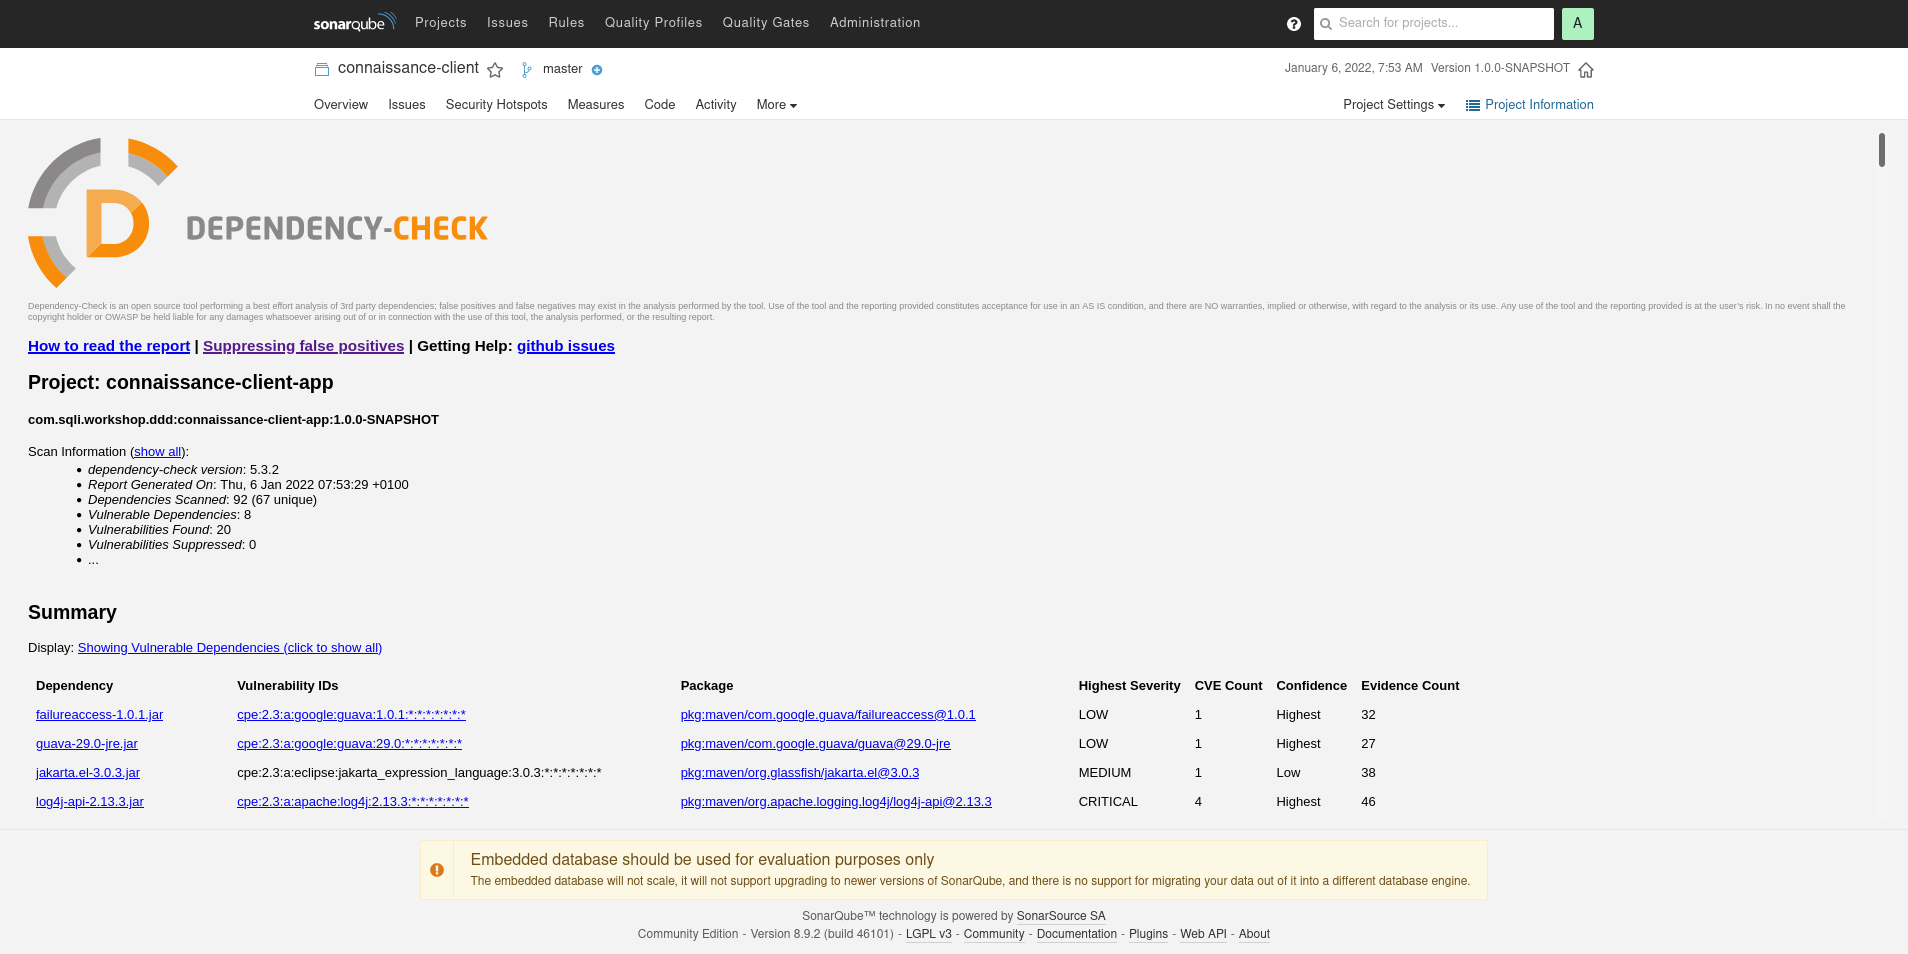 sonarqube Projects Issues Rules Quality Profiles Quality Gates Administration ? Search for projects... A
connaissance-client master January 6, 2022, 7:53 AM Version 1.0.0-SNAPSHOT
Overview Issues Security Hotspots Measures Code Activity More Project Settings Project Information
D DEPENDENCY-CHECK
Dependency-Check is an open source tool performing a best effort analysis of 3rd party dependencies; false positives and false negatives may exist in the analysis performed by the tool. Use of the tool and the reporting provided constitutes acceptance for use in an AS IS condition, and there are NO warranties, implied or otherwise, with regard to the analysis or its use. Any use of the tool and the reporting provided is at the user's risk. In no event shall the
copyright holder or OWASP be held liable for any damages whatsoever arising out of or in connection with the use of this tool, the analysis performed, or the resulting report.
How to read the report | Suppressing false positives | Getting Help: github issues
Project: connaissance-client-app
com.sqli.workshop.ddd:connaissance-client-app:1.0.0-SNAPSHOT
Scan Information (show all):
• dependency-check version: 5.3.2
• Report Generated On: Thu, 6 Jan 2022 07:53:29 +0100
• Dependencies Scanned: 92 (67 unique)
• Vulnerable Dependencies: 8
• Vulnerabilities Found: 20
• Vulnerabilities Suppressed: 0
• ...
Summary
Display: Showing Vulnerable Dependencies (click to show all)
Dependency Vulnerability IDs Package Highest Severity CVE Count Confidence Evidence Count
failureaccess-1.0.1.jar cpe:2.3:a:google:guava:1.0.1:*:*:*:*:*:*:* pkg:maven/com.google.guava/failureaccess@1.0.1 LOW 1 Highest 32
guava-29.0-jre.jar cpe:2.3:a:google:guava:29.0:*:*:*:*:*:*:* pkg:maven/com.google.guava/guava@29.0-jre LOW 1 Highest 27
jakarta.el-3.0.3.jar cpe:2.3:a:eclipse:jakarta_expression_language:3.0.3:*:*:*:*:*:*:* pkg:maven/org.glassfish/jakarta.el@3.0.3 MEDIUM 1 Low 38
log4j-api-2.13.3.jar cpe:2.3:a:apache:log4j:2.13.3:*:*:*:*:*:*:* pkg:maven/org.apache.logging.log4j/log4j-api@2.13.3 CRITICAL 4 Highest 46
Embedded database should be used for evaluation purposes only
The embedded database will not scale, it will not support upgrading to newer versions of SonarQube, and there is no support for migrating your data out of it into a different database engine.
SonarQube™ technology is powered by SonarSource SA
Community Edition - Version 8.9.2 (build 46101) - LGPL v3 - Community - Documentation - Plugins - Web API - About